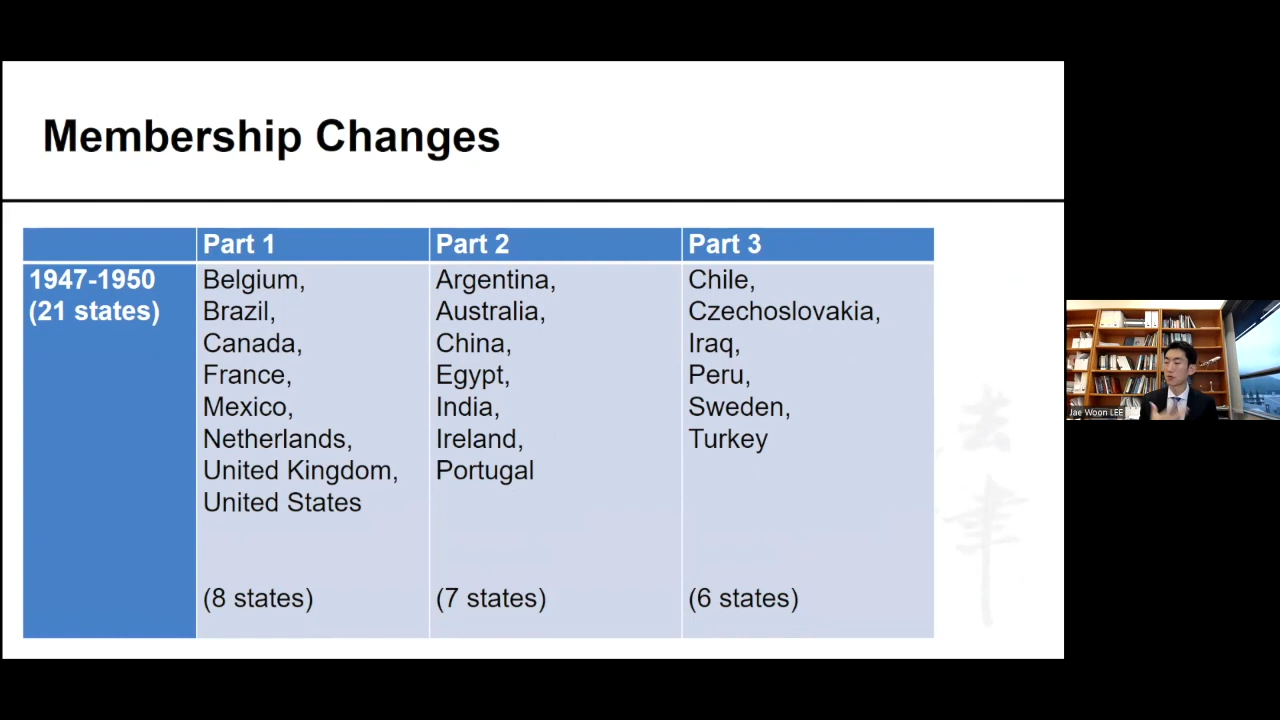 Membership Changes
Part 1
Part 2
Part 3
1947-1950
(21 states)
Belgium,
Brazil,
Canada,
France,
Mexico,
Netherlands,
United Kingdom,
United States
(8 states)
Argentina,
Australia,
China,
Egypt,
India,
Ireland,
Portugal
(7 states)
Chile,
Czechoslovakia,
Iraq,
Peru,
Sweden,
Turkey
(6 states)
Jae Woon LEE